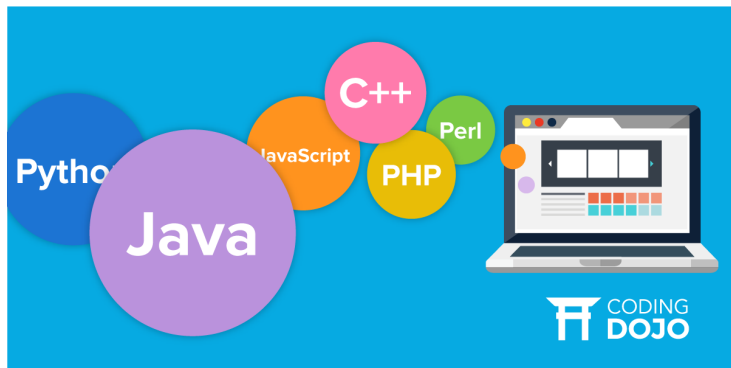 Pytho
Java
JavaScript
C++
PHP
Perl
CODING
DOJO